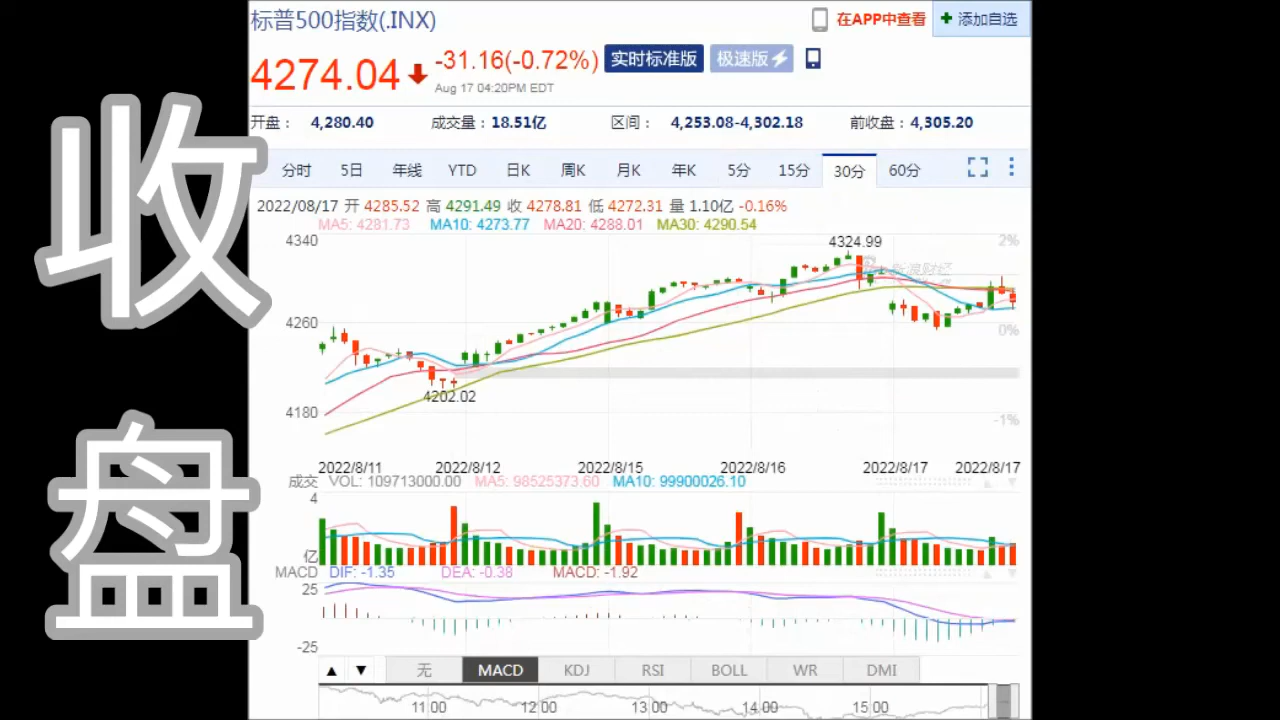 收盘
标普500指数(.INX)
在APP中查看
+ 添加自选
4274.04
-31.16(-0.72%)
实时标准版
极速版
Aug 17 04:20PM EDT
开盘： 4,280.40 成交量：18.51亿 区间： 4,253.08-4,302.18 前收盘：4,305.20
分时 5日 年线 YTD 日K 周K 月K 年K 5分 15分 30分 60分
2022/08/17 开 4285.52 高 4291.49 收 4278.81 低 4272.31 量 1.10亿 -0.16%
MA5: 4281.73 MA10: 4273.77 MA20: 4288.01 MA30: 4290.54
4340 4324.99 2%
新浪财经
4260 0%
4202.02
4180 -1%
2022/8/11 2022/8/12 2022/8/15 2022/8/16 2022/8/17 2022/8/17
成交 VOL: 109713000.00 MA5: 98525373.60 MA10: 99900026.10
4
亿
MACD DIF: -1.35 DEA: -0.38 MACD: -1.92
25
-25
▲ ▼ 无 MACD KDJ RSI BOLL WR DMI
11:00 12:00 13:00 14:00 15:00